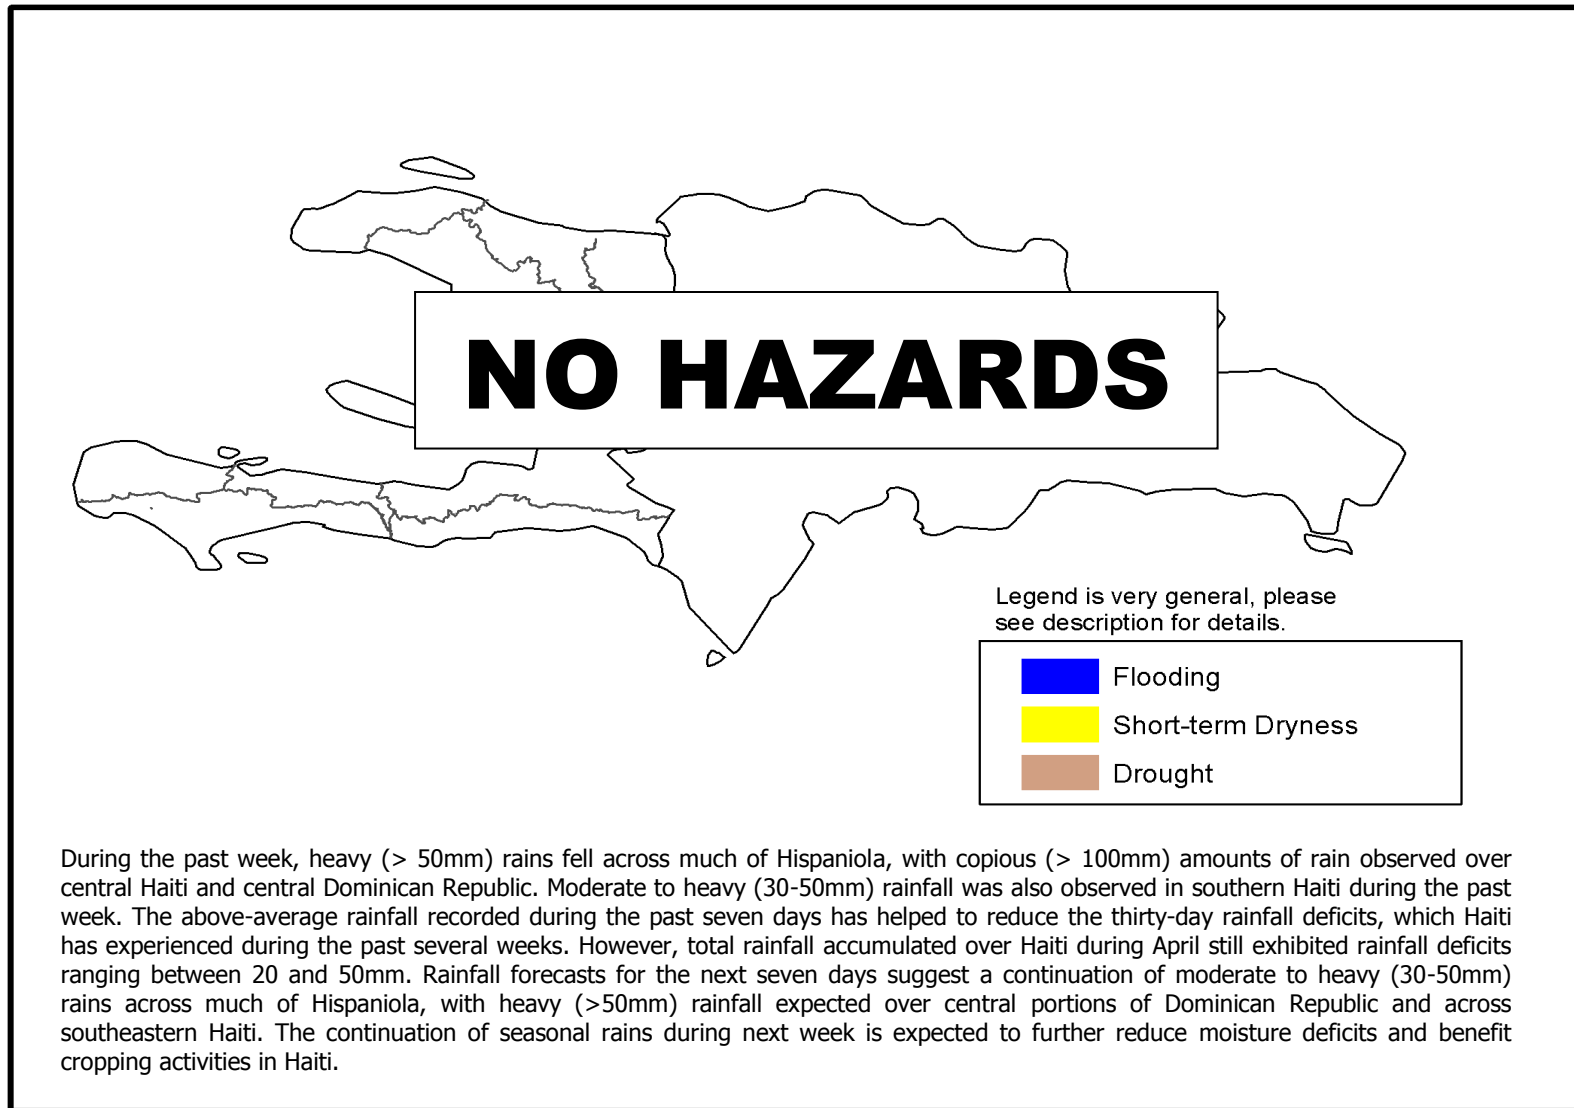 NO HAZARDS
Legend is very general, please
see description for details.
Flooding
Short-term Dryness
Drought
During the past week, heavy (> 50mm) rains fell across much of Hispaniola, with copious (> 100mm) amounts of rain observed over
central Haiti and central Dominican Republic. Moderate to heavy (30-50mm) rainfall was also observed in southern Haiti during the past
week. The above-average rainfall recorded during the past seven days has helped to reduce the thirty-day rainfall deficits, which Haiti
has experienced during the past several weeks. However, total rainfall accumulated over Haiti during April still exhibited rainfall deficits
ranging between 20 and 50mm. Rainfall forecasts for the next seven days suggest a continuation of moderate to heavy (30-50mm)
rains across much of Hispaniola, with heavy (>50mm) rainfall expected over central portions of Dominican Republic and across
southeastern Haiti. The continuation of seasonal rains during next week is expected to further reduce moisture deficits and benefit
cropping activities in Haiti.